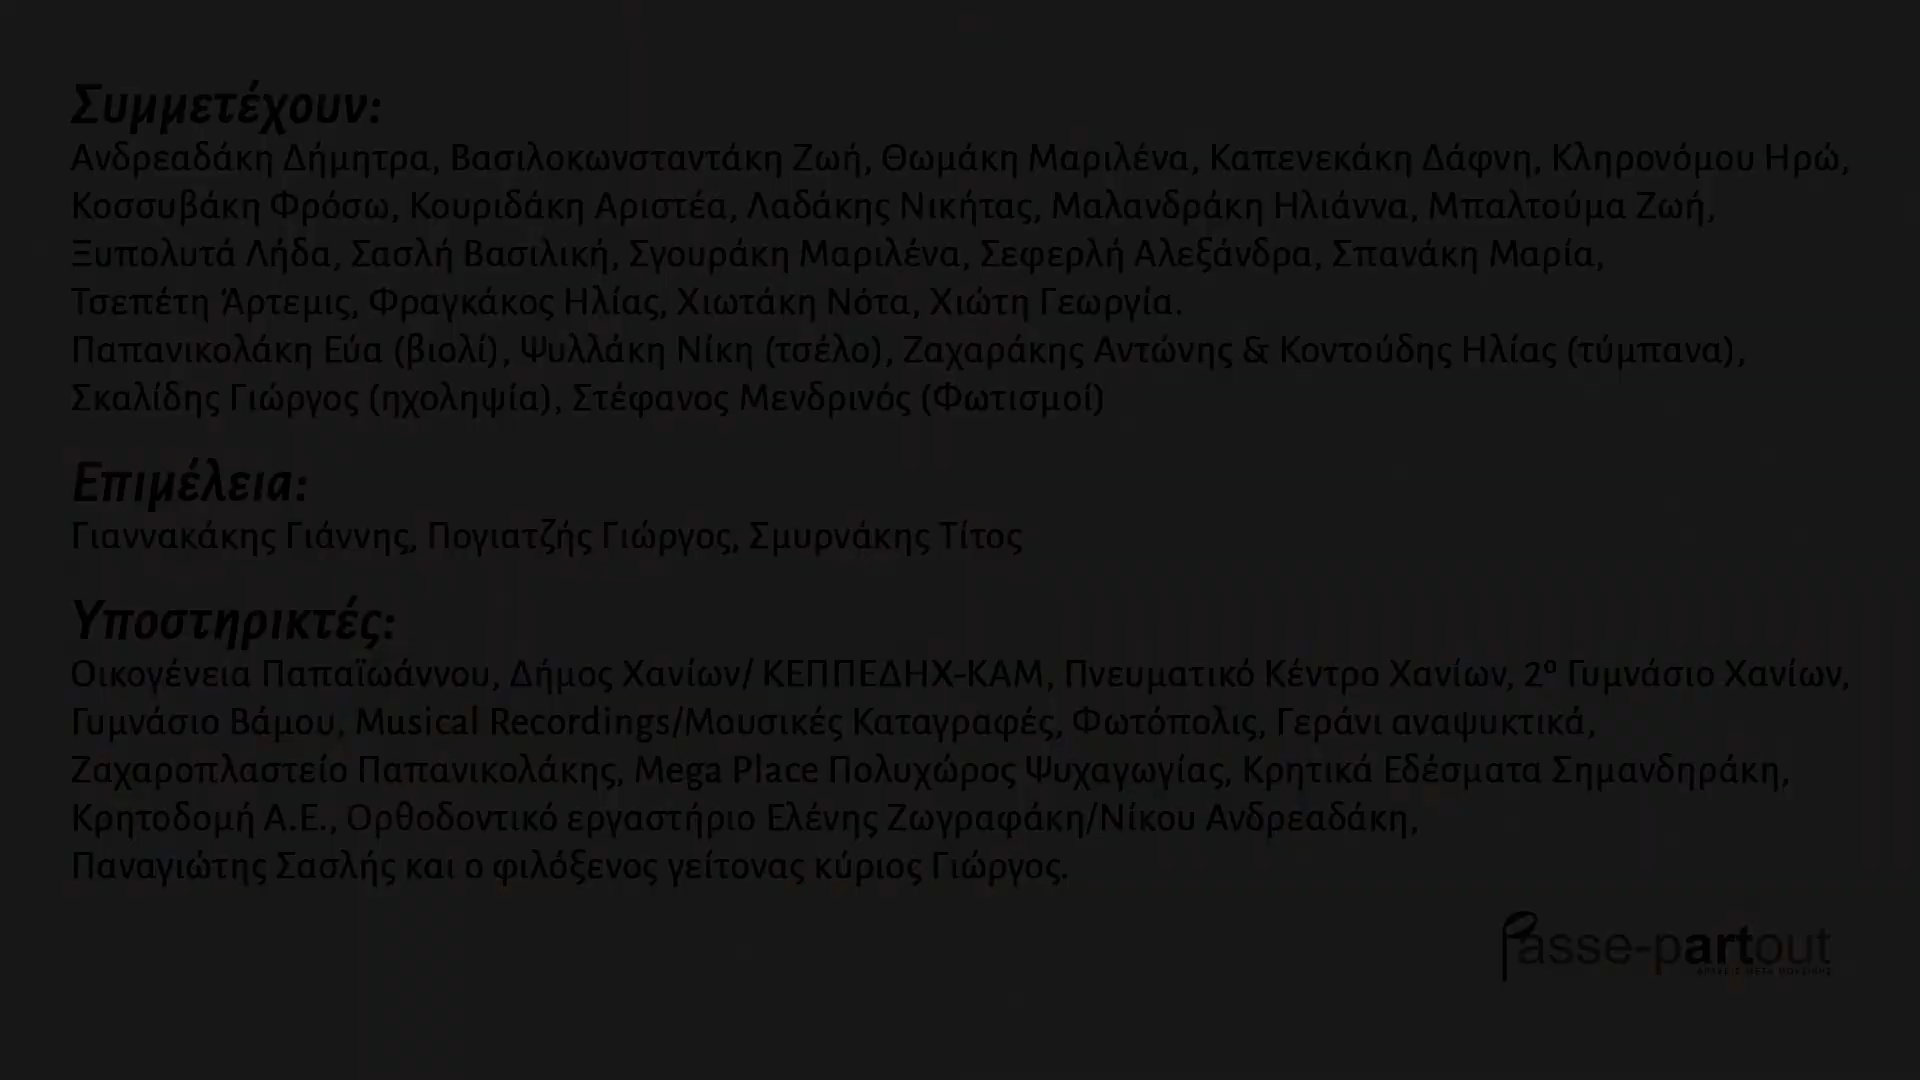 Συμμετέχουν:
Ανδρεαδάκη Δήμητρα, Βασιλοκωνσταντάκη Ζωή, Θωμάκη Μαριλένα, Καπενεκάκη Δάφνη, Κληρονόμου Ηρώ,
Κοσσυβάκη Φρόσω, Κουριδάκη Αριστέα, Λαδάκης Νικήτας, Μαλανδράκη Ηλιάννα, Μπαλτούμα Ζωή,
Ξυπολυτά Λήδα, Σασλή Βασιλική, Σγουράκη Μαριλένα, Σεφερλή Αλεξάνδρα, Σπανάκη Μαρία,
Τσεπέτη Άρτεμις, Φραγκάκος Ηλίας, Χιωτάκη Νότα, Χιώτη Γεωργία.
Παπανικολάκη Εύα (βιολί), Ψυλλάκη Νίκη (τσέλο), Ζαχαράκης Αντώνης & Κοντούδης Ηλίας (τύμπανα),
Σκαλίδης Γιώργος (ηχοληψία), Στέφανος Μενδρινός (Φωτισμοί)
Επιμέλεια:
Γιαννακάκης Γιάννης, Πογιατζής Γιώργος, Σμυρνάκης Τίτος
Υποστηρικτές:
Οικογένεια Παπαϊωάννου, Δήμος Χανίων/ ΚΕΠΠΕΔΗΧ-ΚΑΜ, Πνευματικό Κέντρο Χανίων, 2º Γυμνάσιο Χανίων,
Γυμνάσιο Βάμου, Musical Recordings/Μουσικές Καταγραφές, Φωτόπολις, Γεράνι αναψυκτικά,
Ζαχαροπλαστείο Παπανικολάκης, Mega Place Πολυχώρος Ψυχαγωγίας, Κρητικά Εδέσματα Σημανδηράκη,
Κρητοδομή Α.Ε., Ορθοδοντικό εργαστήριο Ελένης Ζωγραφάκη/Νίκου Ανδρεαδάκη,
Παναγιώτης Σασλής και ο φιλόξενος γείτονας κύριος Γιώργος.
Passe-partout